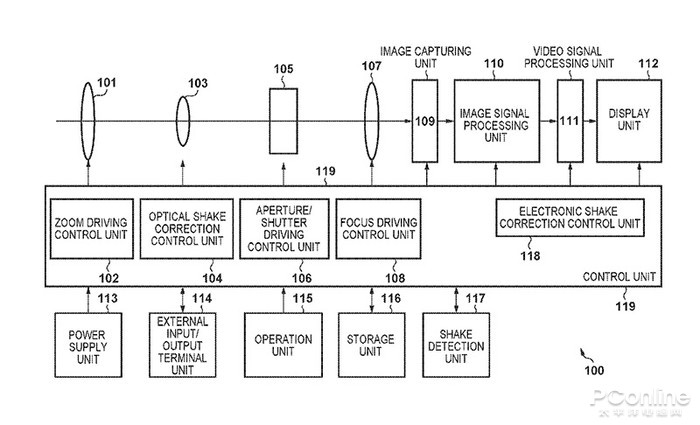 IMAGE CAPTURING
UNIT
VIDEO SIGNAL
PROCESSING UNIT
101
103
105
107
110
112
109
IMAGE SIGNAL
PROCESSING
UNIT
111
DISPLAY
UNIT
119
ZOOM DRIVING
CONTROL UNIT
102
OPTICAL SHAKE
CORRECTION
CONTROL UNIT
104
APERTURE/
SHUTTER
DRIVING
CONTROL UNIT
106
FOCUS DRIVING
CONTROL UNIT
108
ELECTRONIC SHAKE
CORRECTION CONTROL UNIT
118
CONTROL UNIT
119
113
POWER
SUPPLY
UNIT
114
EXTERNAL
INPUT/
OUTPUT
TERMINAL
UNIT
115
OPERATION
UNIT
116
STORAGE
UNIT
117
SHAKE
DETECTION
UNIT
100
PConline
太平洋电脑网